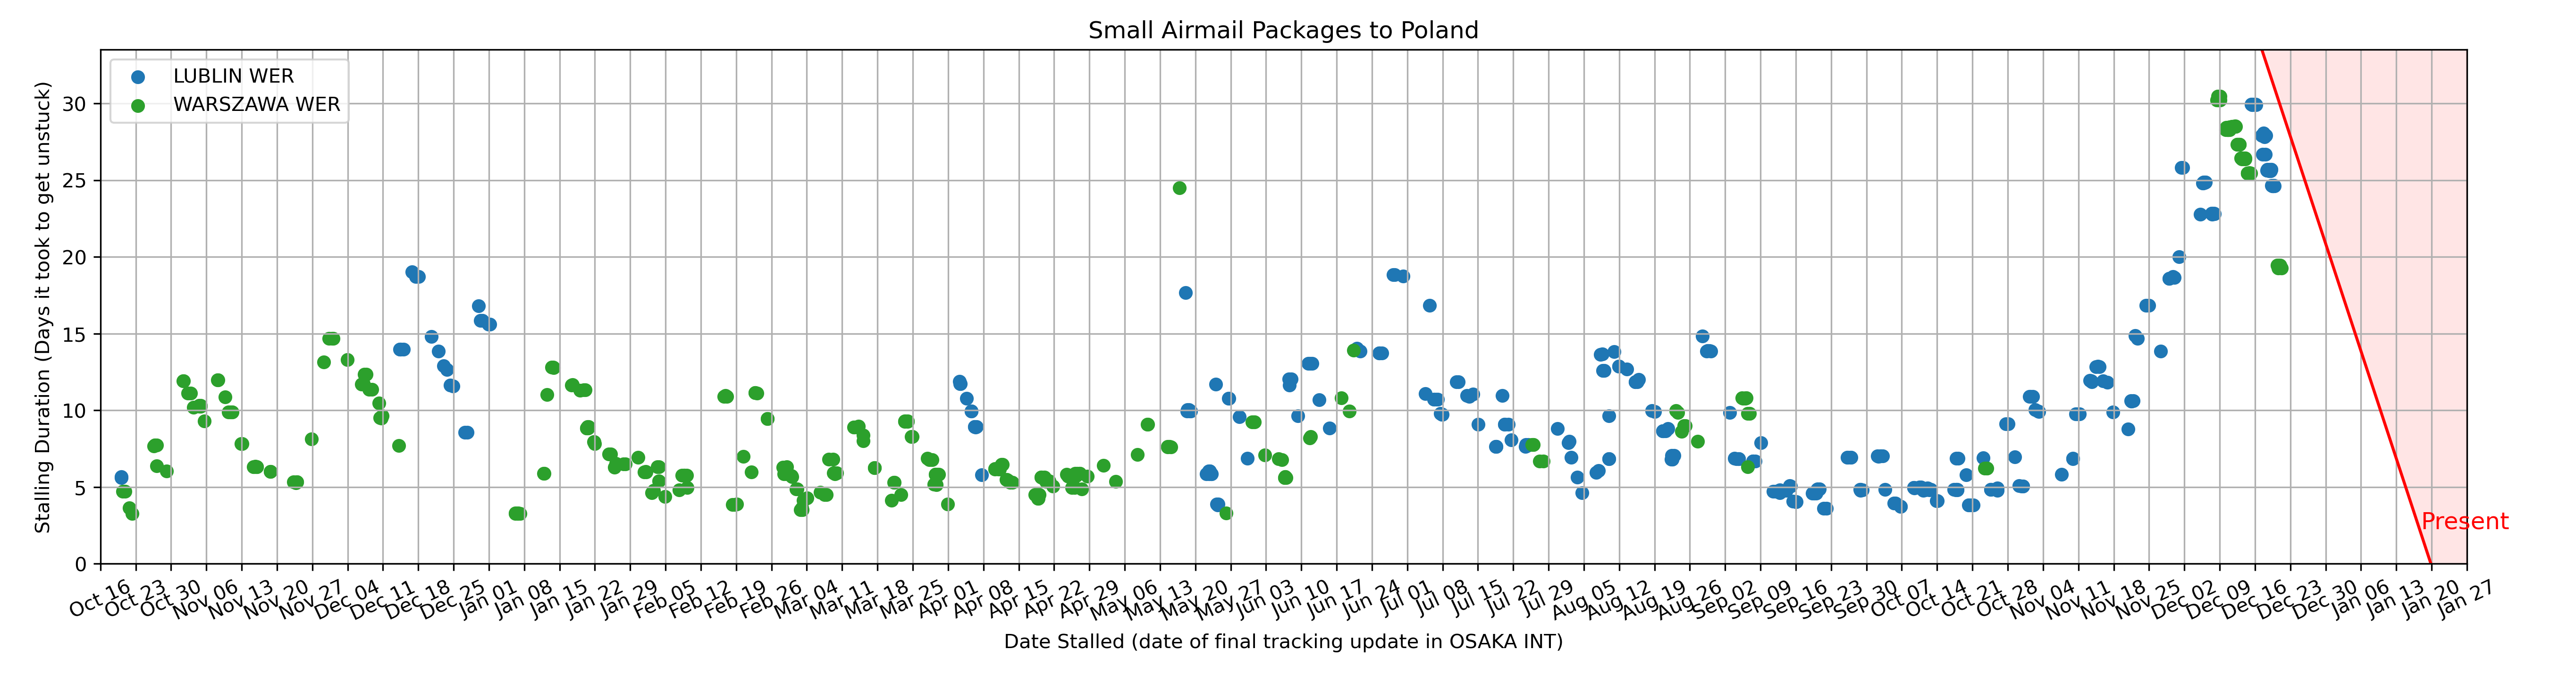 Small Airmail Packages to Poland
LUBLIN WER
WARSZAWA WER
Stalling Duration (Days it took to get unstuck)
30
25
20
15
10
5
0
Present
Oct 16
Oct 23
Oct 30
Nov 06
Nov 13
Nov 20
Nov 27
Dec 04
Dec 11
Dec 18
Dec 25
Jan 01
Jan 08
Jan 15
Jan 22
Jan 29
Feb 05
Feb 12
Feb 19
Feb 26
Mar 04
Mar 11
Mar 18
Mar 25
Apr 01
Apr 08
Apr 15
Apr 22
Apr 29
May 06
May 13
May 20
May 27
Jun 03
Jun 10
Jun 17
Jun 24
Jul 01
Jul 08
Jul 15
Jul 22
Jul 29
Aug 05
Aug 12
Aug 19
Aug 26
Sep 02
Sep 09
Sep 16
Sep 23
Sep 30
Oct 07
Oct 14
Oct 21
Oct 28
Nov 04
Nov 11
Nov 18
Nov 25
Dec 02
Dec 09
Dec 16
Dec 23
Dec 30
Jan 06
Jan 13
Jan 20
Jan 27
Date Stalled (date of final tracking update in OSAKA INT)